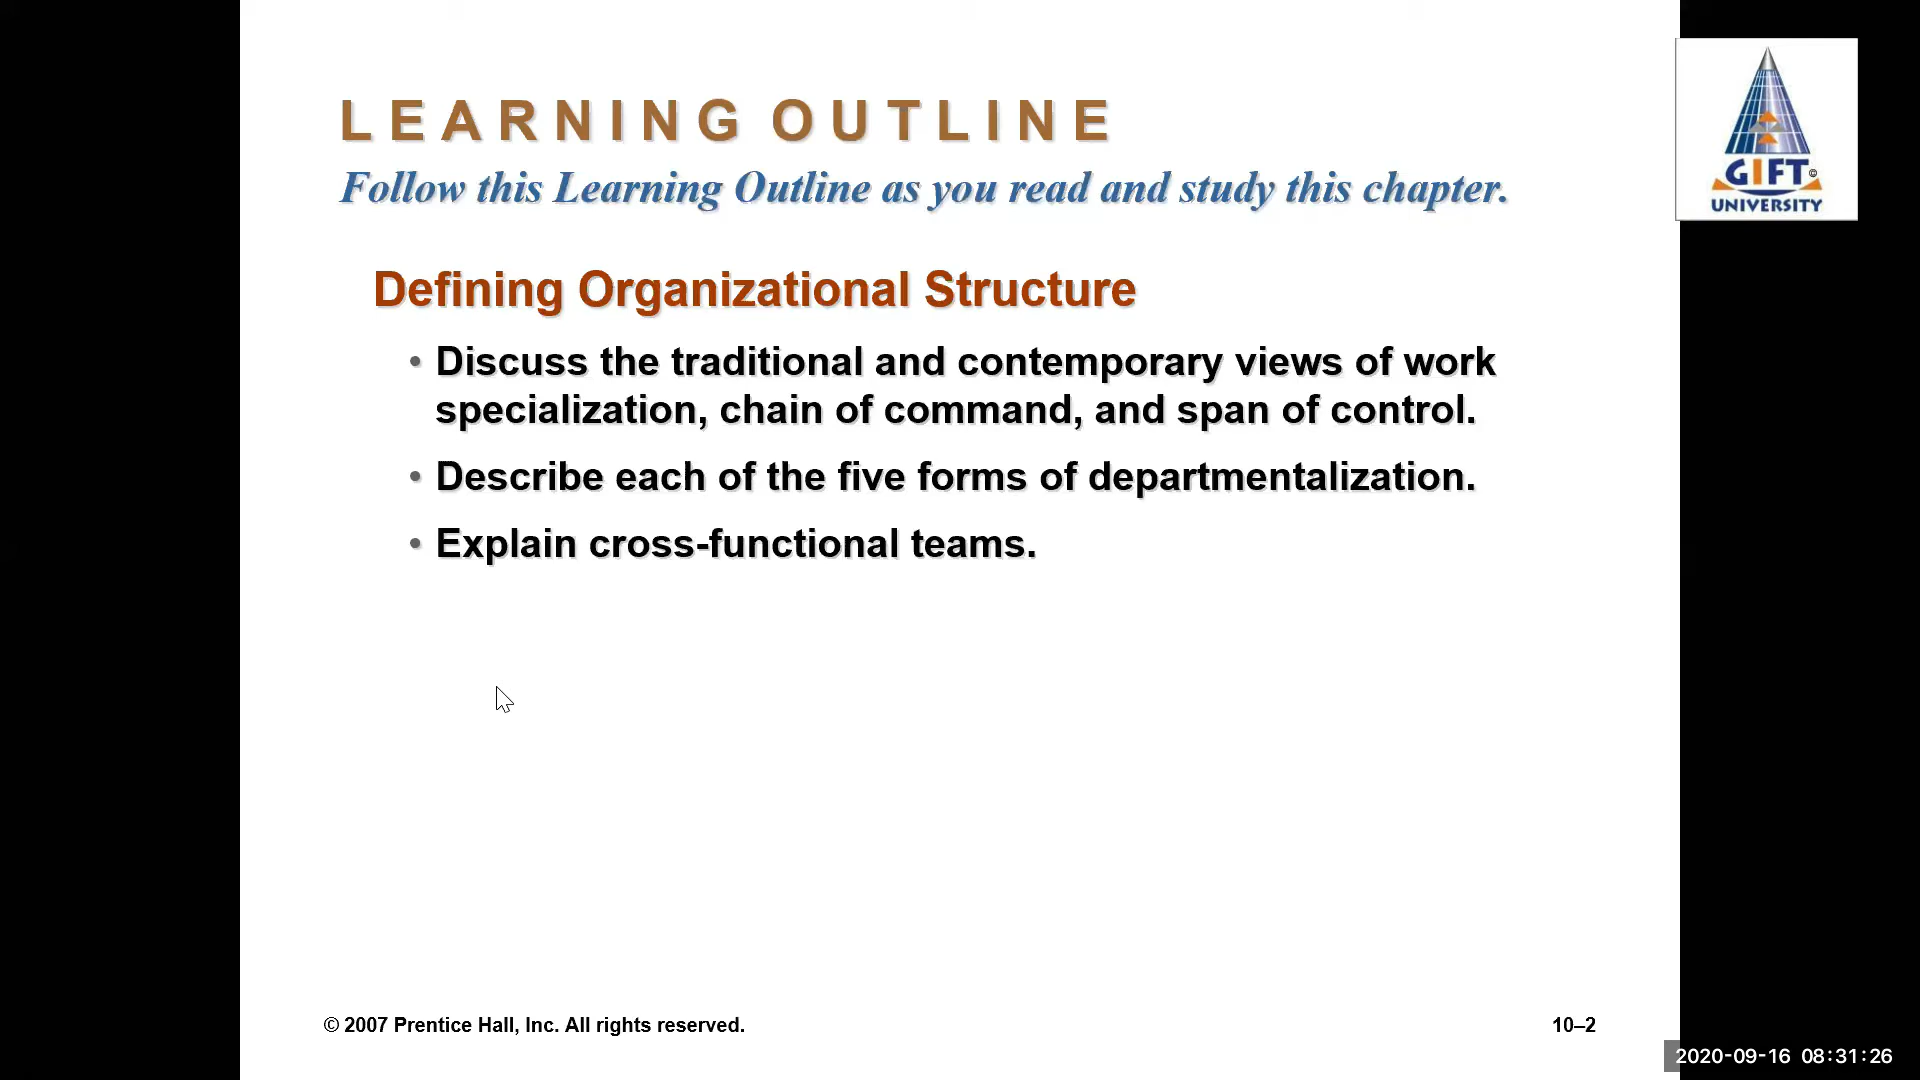 LEARNING OUTLINE
Follow this Learning Outline as you read and study this chapter.
GIFT©
UNIVERSITY
Defining Organizational Structure
• Discuss the traditional and contemporary views of work
specialization, chain of command, and span of control.
• Describe each of the five forms of departmentalization.
• Explain cross-functional teams.
© 2007 Prentice Hall, Inc. All rights reserved.
10–2
2020-09-16 08:31:26